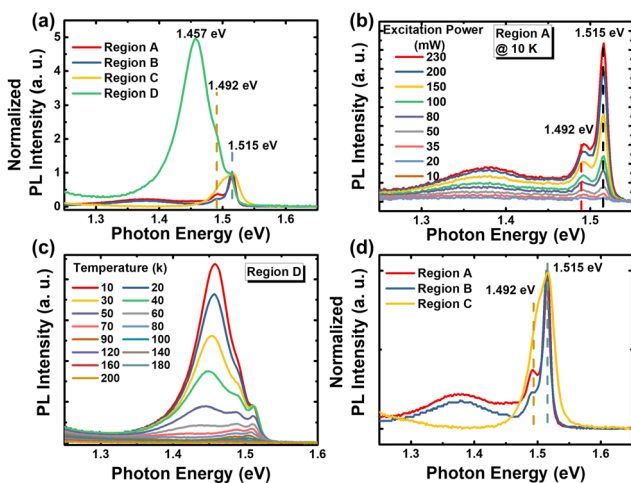 (a)
1.457 eV
Region A
Region B
Region C
Region D
1.492 eV
1.515 eV
Normalized
PL Intensity (a. u.)
5
4
3
2
1
0
1.3 1.4 1.5 1.6
Photon Energy (eV)
(b)
Excitation Power
(mW)
230
200
150
100
80
50
35
20
10
Region A
@ 10 K
1.515 eV
1.492 eV
PL Intensity (a. u.)
1.3 1.4 1.5
Photon Energy (eV)
(c)
Temperature (k)
10 20
30 40
50 60
70 80
90 100
120 140
160 180
200
Region D
PL Intensity (a. u.)
1.3 1.4 1.5 1.6
Photon Energy (eV)
(d)
Region A
Region B
Region C
1.492 eV
1.515 eV
Normalized
PL Intensity (a. u.)
1.3 1.4 1.5 1.6
Photon Energy (eV)